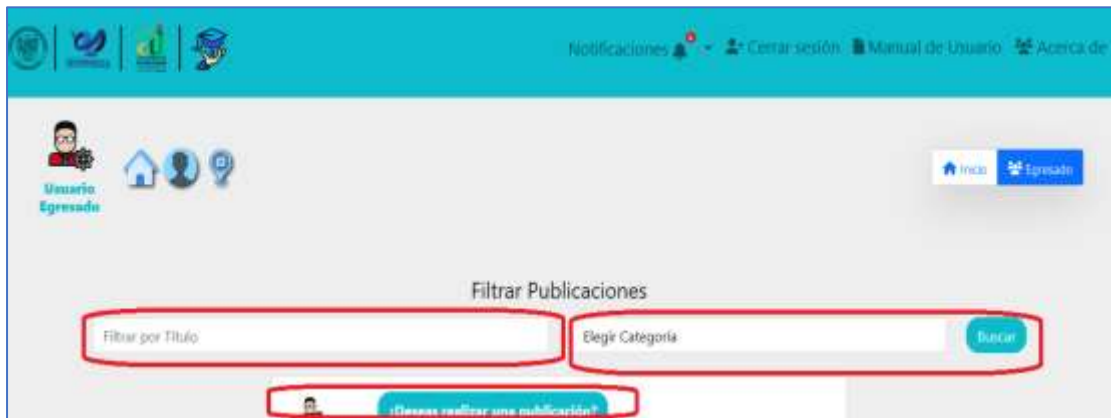 Notificaciones Cerrar sesión Manual de Usuario Acerca de
Usuario
Egresado
Inicio Egresado
Filtrar Publicaciones
Filtrar por Título
Elegir Categoría
Buscar
¿Deseas realizar una publicación?